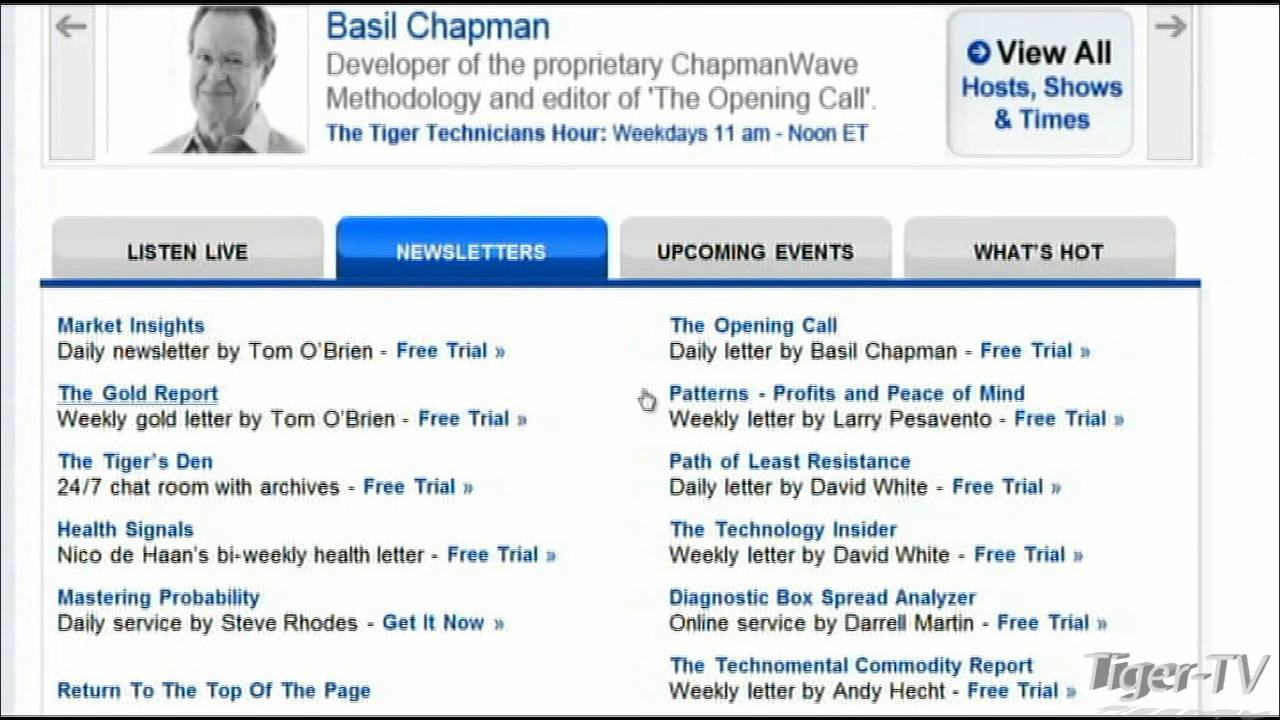 Basil Chapman
Developer of the proprietary ChapmanWave
Methodology and editor of 'The Opening Call'.
The Tiger Technicians Hour: Weekdays 11 am - Noon ET
View All
Hosts, Shows
& Times
LISTEN LIVE
NEWSLETTERS
UPCOMING EVENTS
WHAT'S HOT
Market Insights
Daily newsletter by Tom O'Brien - Free Trial »
The Gold Report
Weekly gold letter by Tom O'Brien - Free Trial »
The Tiger's Den
24/7 chat room with archives - Free Trial »
Health Signals
Nico de Haan's bi-weekly health letter - Free Trial »
Mastering Probability
Daily service by Steve Rhodes - Get It Now »
Return To The Top Of The Page
The Opening Call
Daily letter by Basil Chapman - Free Trial »
Patterns - Profits and Peace of Mind
Weekly letter by Larry Pesavento - Free Trial »
Path of Least Resistance
Daily letter by David White - Free Trial »
The Technology Insider
Weekly letter by David White - Free Trial »
Diagnostic Box Spread Analyzer
Online service by Darrell Martin - Free Trial »
The Technomental Commodity Report
Weekly letter by Andy Hecht - Free Trial »
Tiger-TV